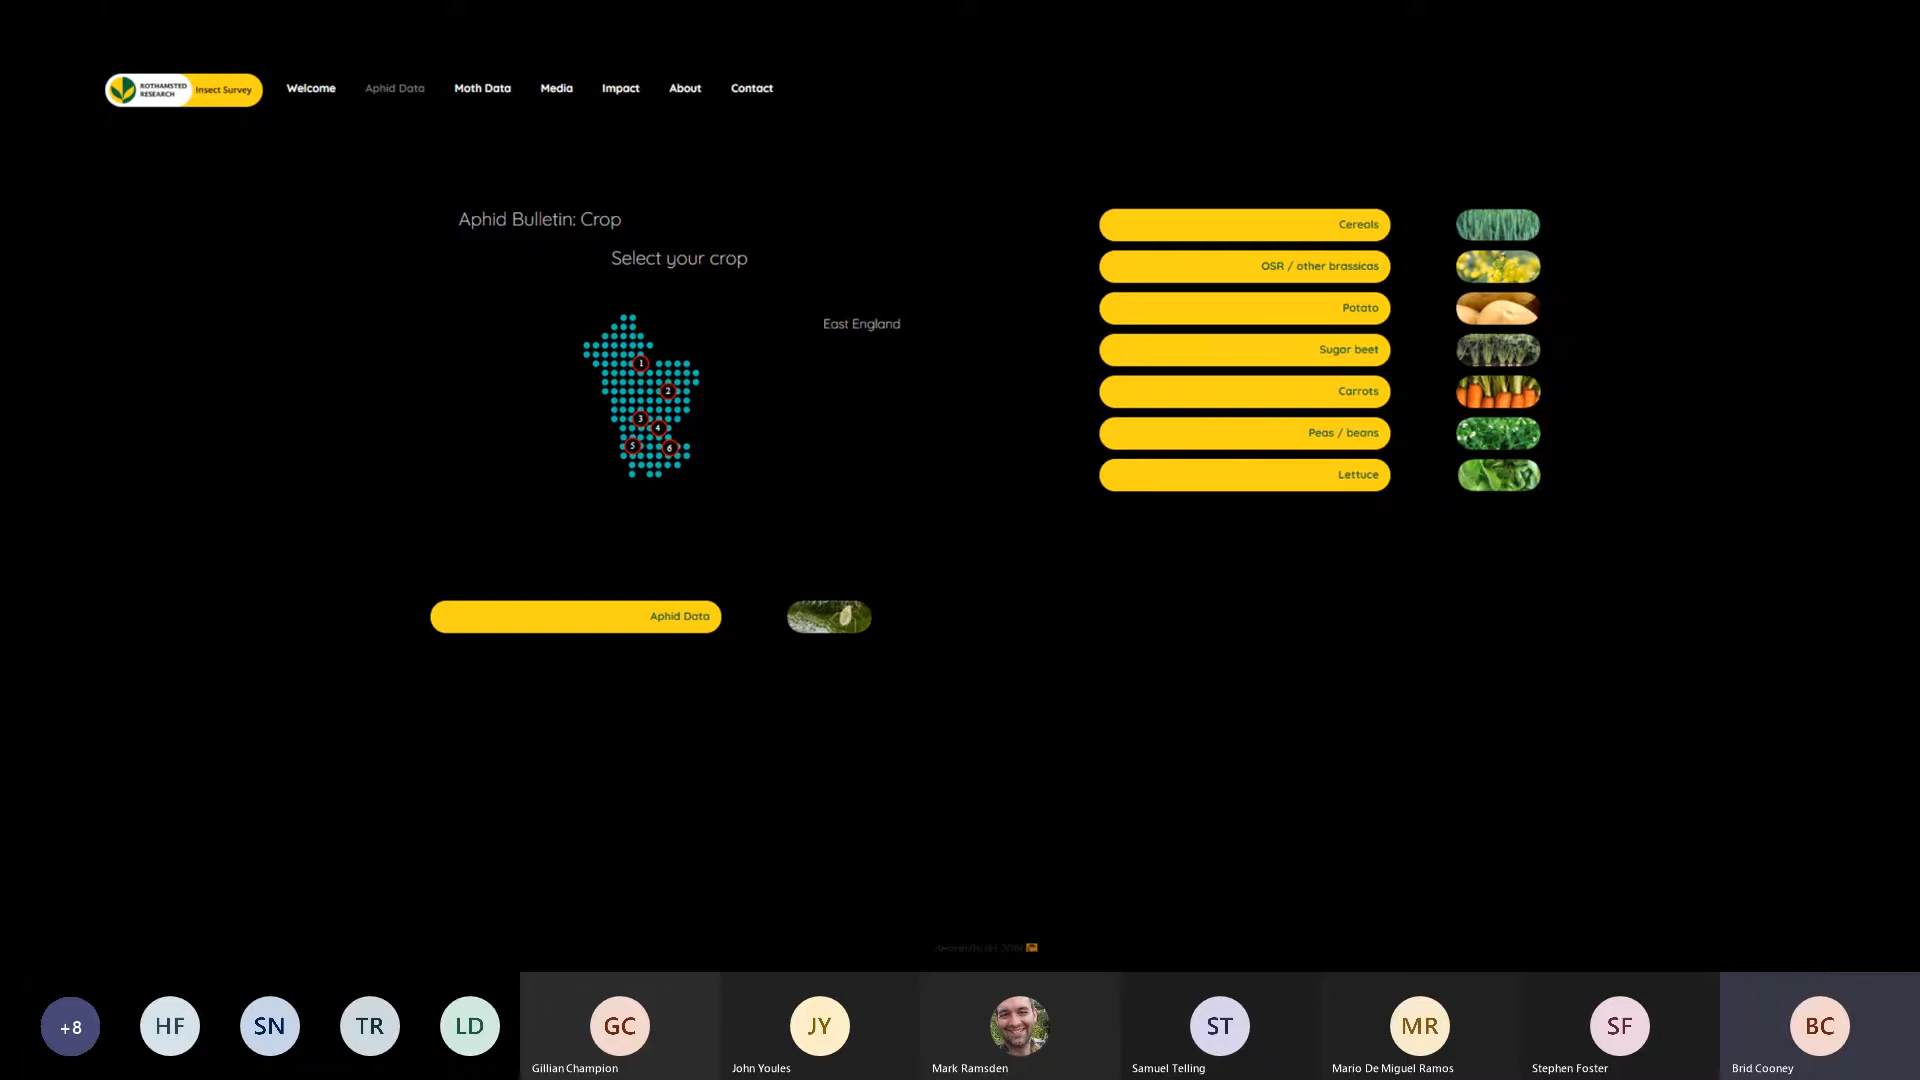 ROTHAMSTED
RESEARCH
Insect Survey
Welcome
Aphid Data
Moth Data
Media
Impact
About
Contact
Aphid Bulletin: Crop
Select your crop
East England
1
2
3
4
5
6
Cereals
OSR / other brassicas
Potato
Sugar beet
Carrots
Peas / beans
Lettuce
Aphid Data
+8
HF
SN
TR
LD
GC
JY
ST
MR
SF
BC
Gillian Champion
John Youles
Mark Ramsden
Samuel Telling
Mario De Miguel Ramos
Stephen Foster
Brid Cooney